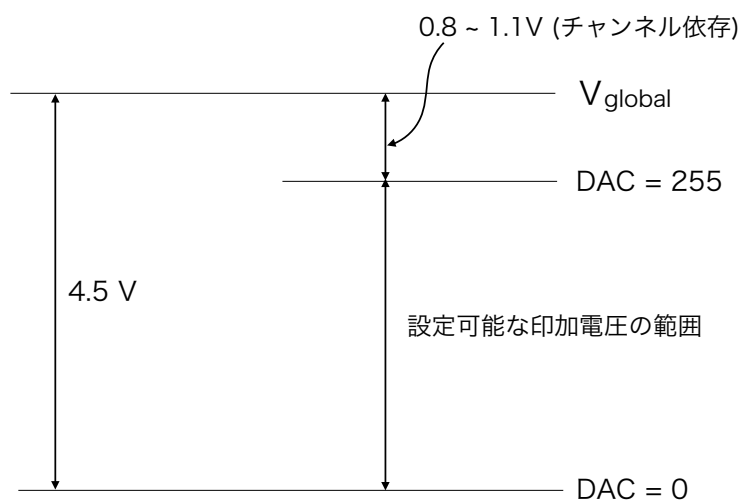 0.8 ~ 1.1V (チャンネル依存)
Vglobal
DAC = 255
4.5 V
設定可能な印加電圧の範囲
DAC = 0